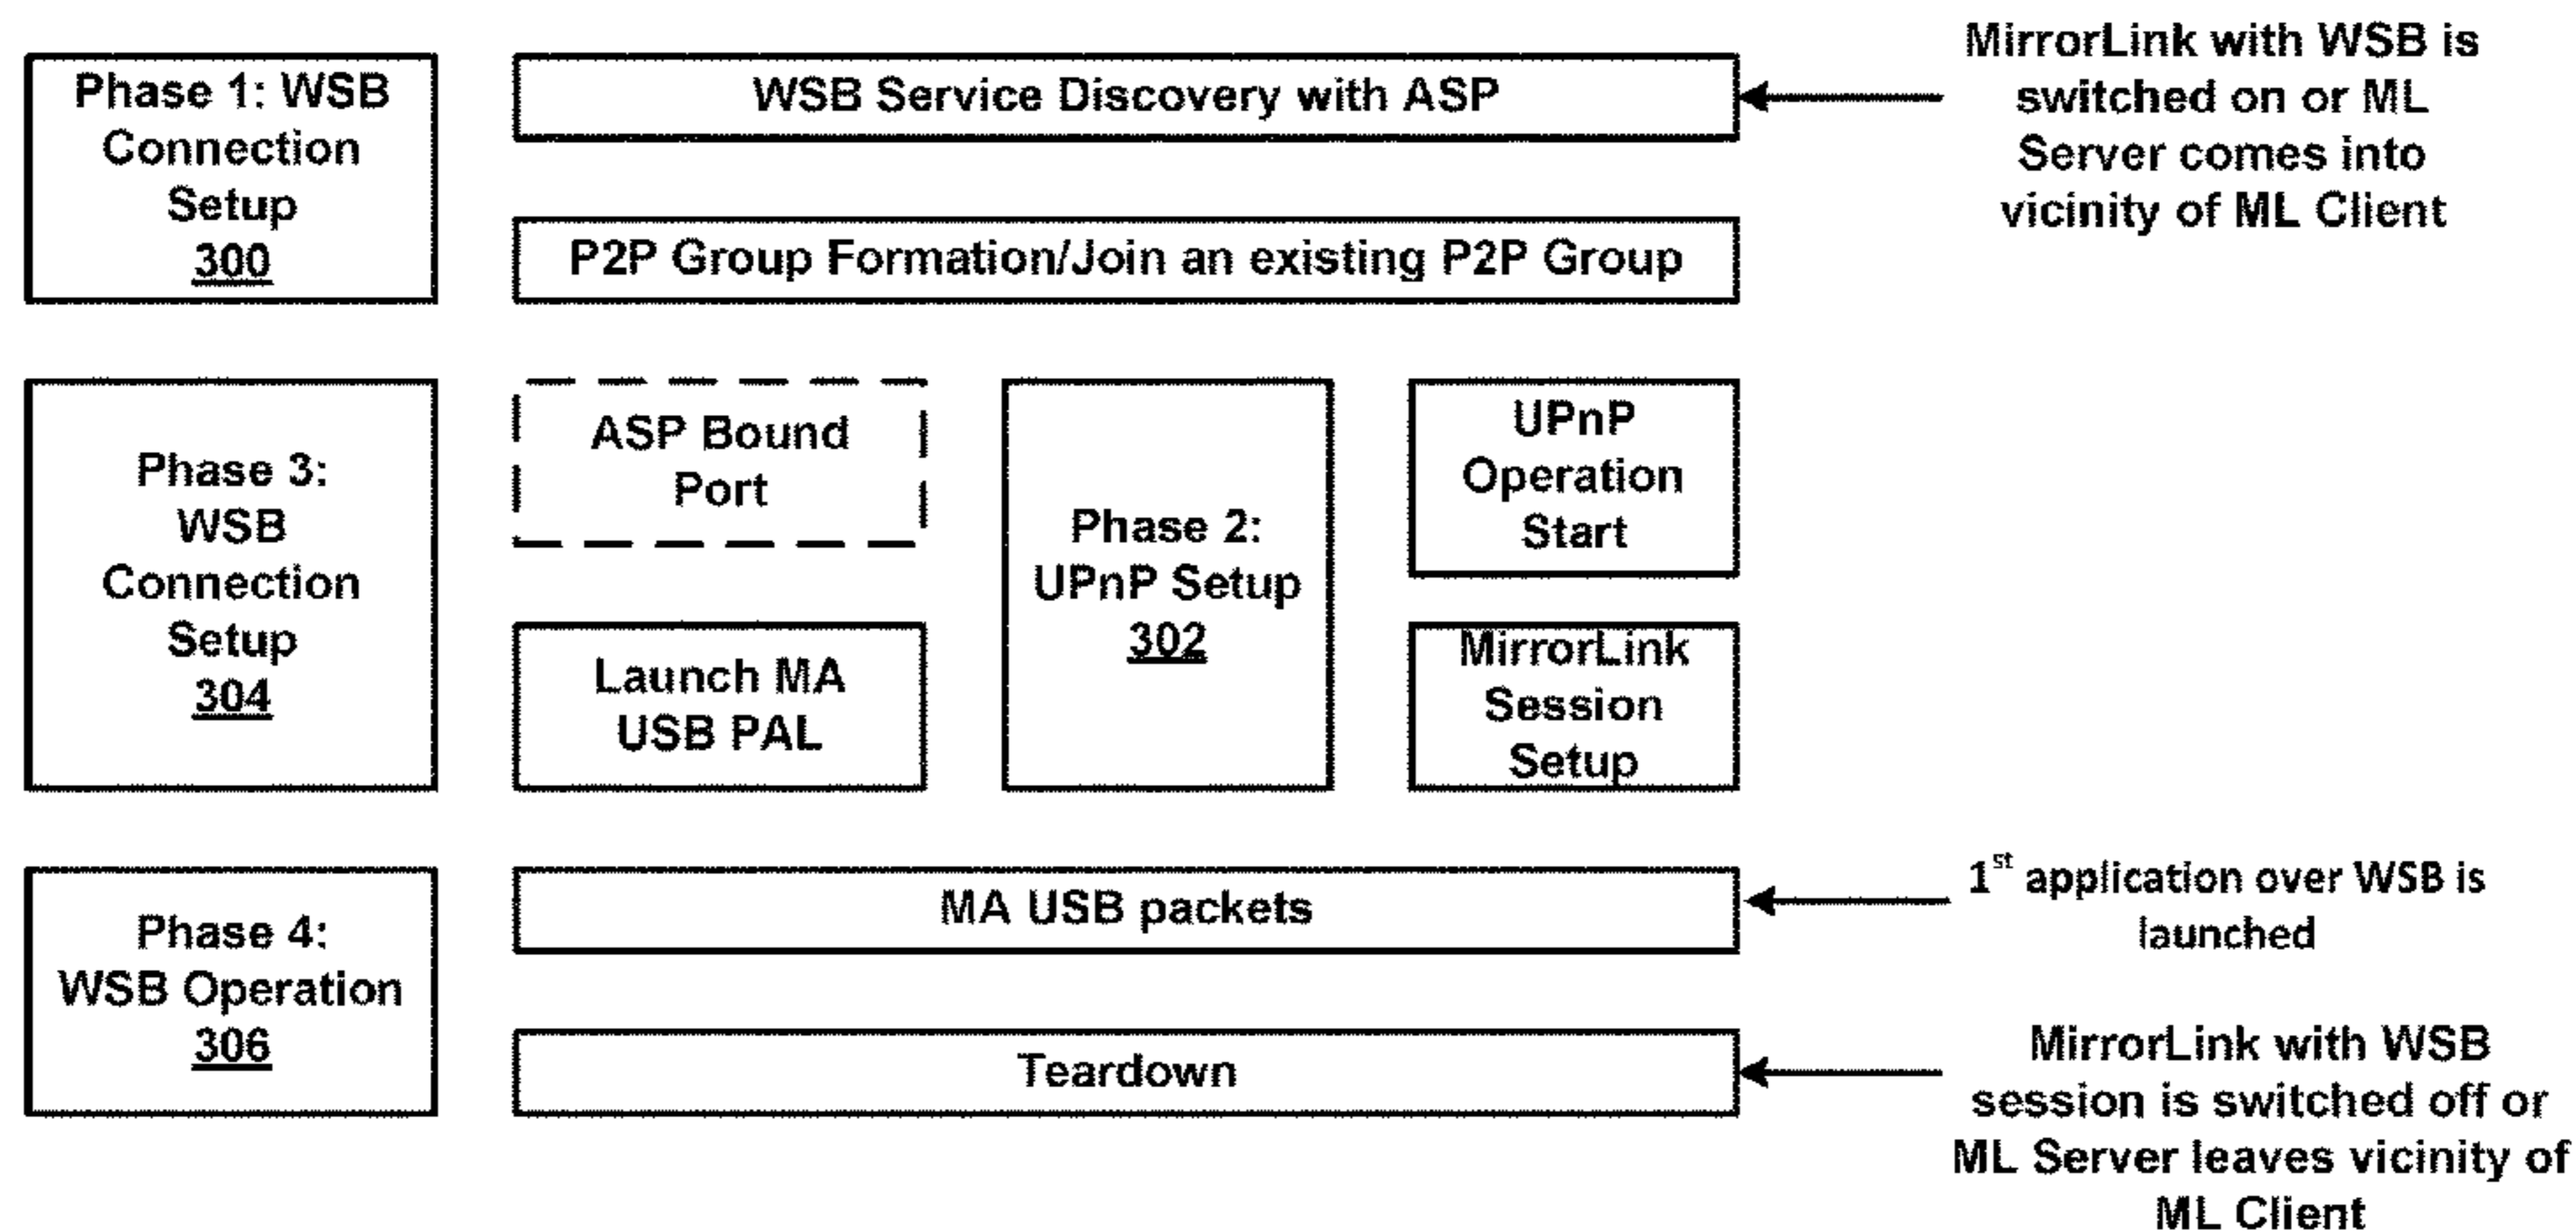 Phase 1: WSB
Connection
Setup
300
WSB Service Discovery with ASP
MirrorLink with WSB is
switched on or ML
Server comes into
vicinity of ML Client
P2P Group Formation/Join an existing P2P Group
Phase 3:
WSB
Connection
Setup
304
ASP Bound
Port
Launch MA
USB PAL
Phase 2:
UPnP Setup
302
UPnP
Operation
Start
MirrorLink
Session
Setup
Phase 4:
WSB Operation
306
MA USB packets
1st application over WSB is
launched
Teardown
MirrorLink with WSB
session is switched off or
ML Server leaves vicinity of
ML Client